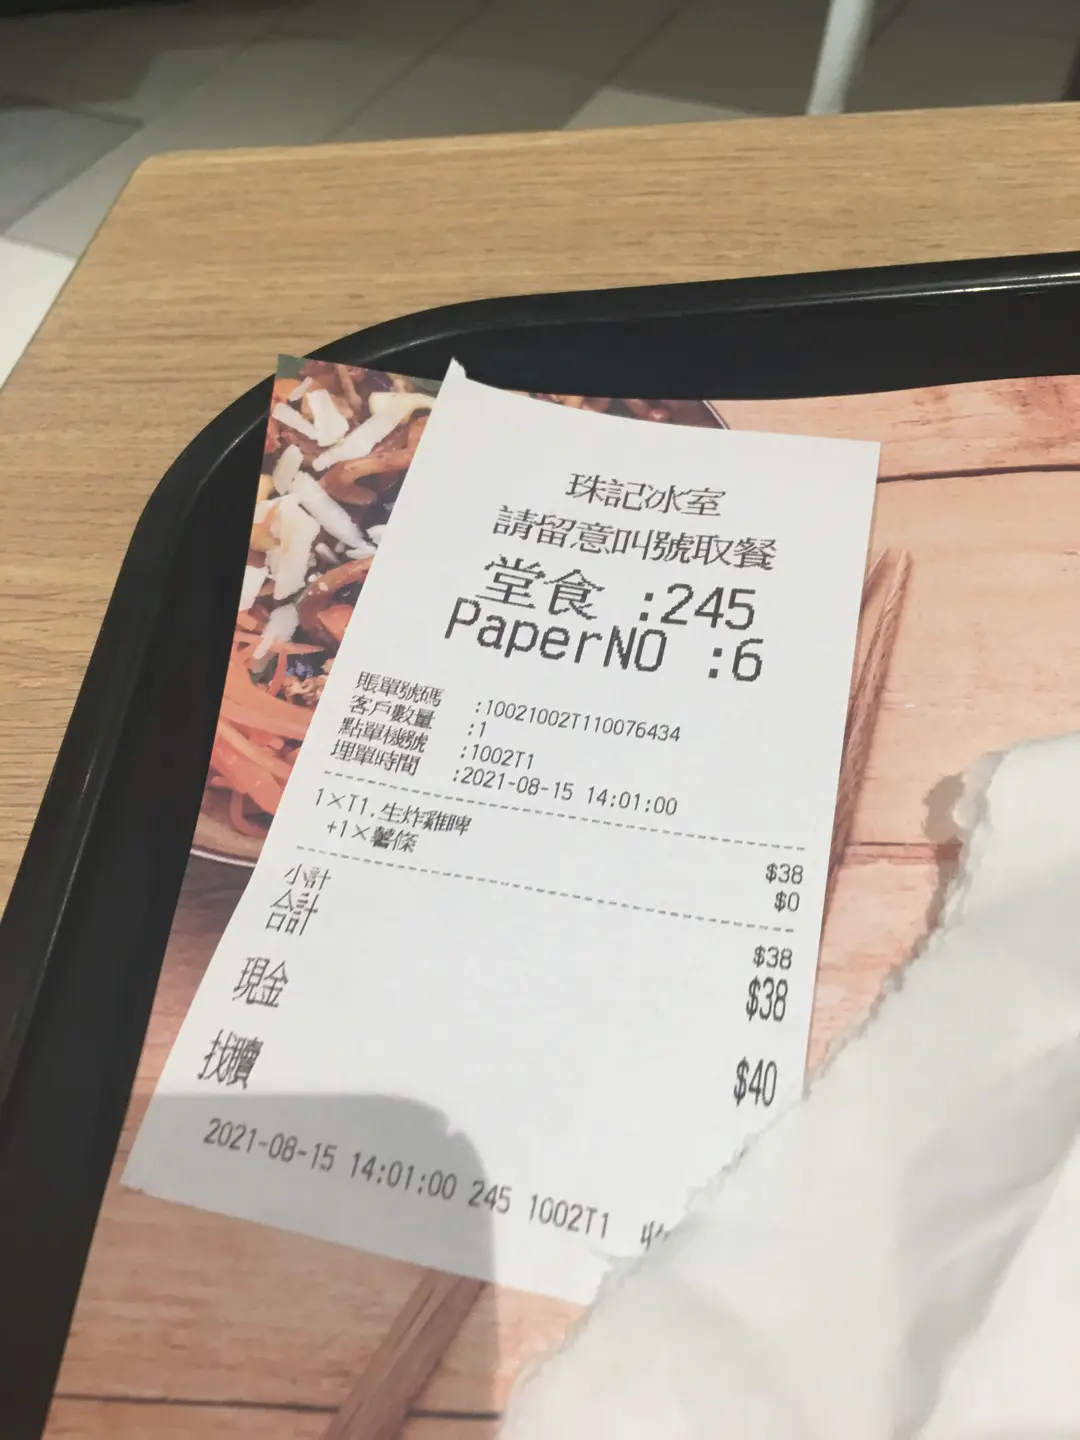 珠記冰室
請留意叫號取餐
堂食 :245
PaperNO :6
賬單號碼 :10021002T110076434
客戶數量 :1
點單機號 :1002T1
埋單時間 :2021-08-15 14:01:00
1×T1.生炸雞髀 $38
+1×薯條 $0
小計 $38
合計 $38
現金 $40
找贖
2021-08-15 14:01:00 245 1002T1